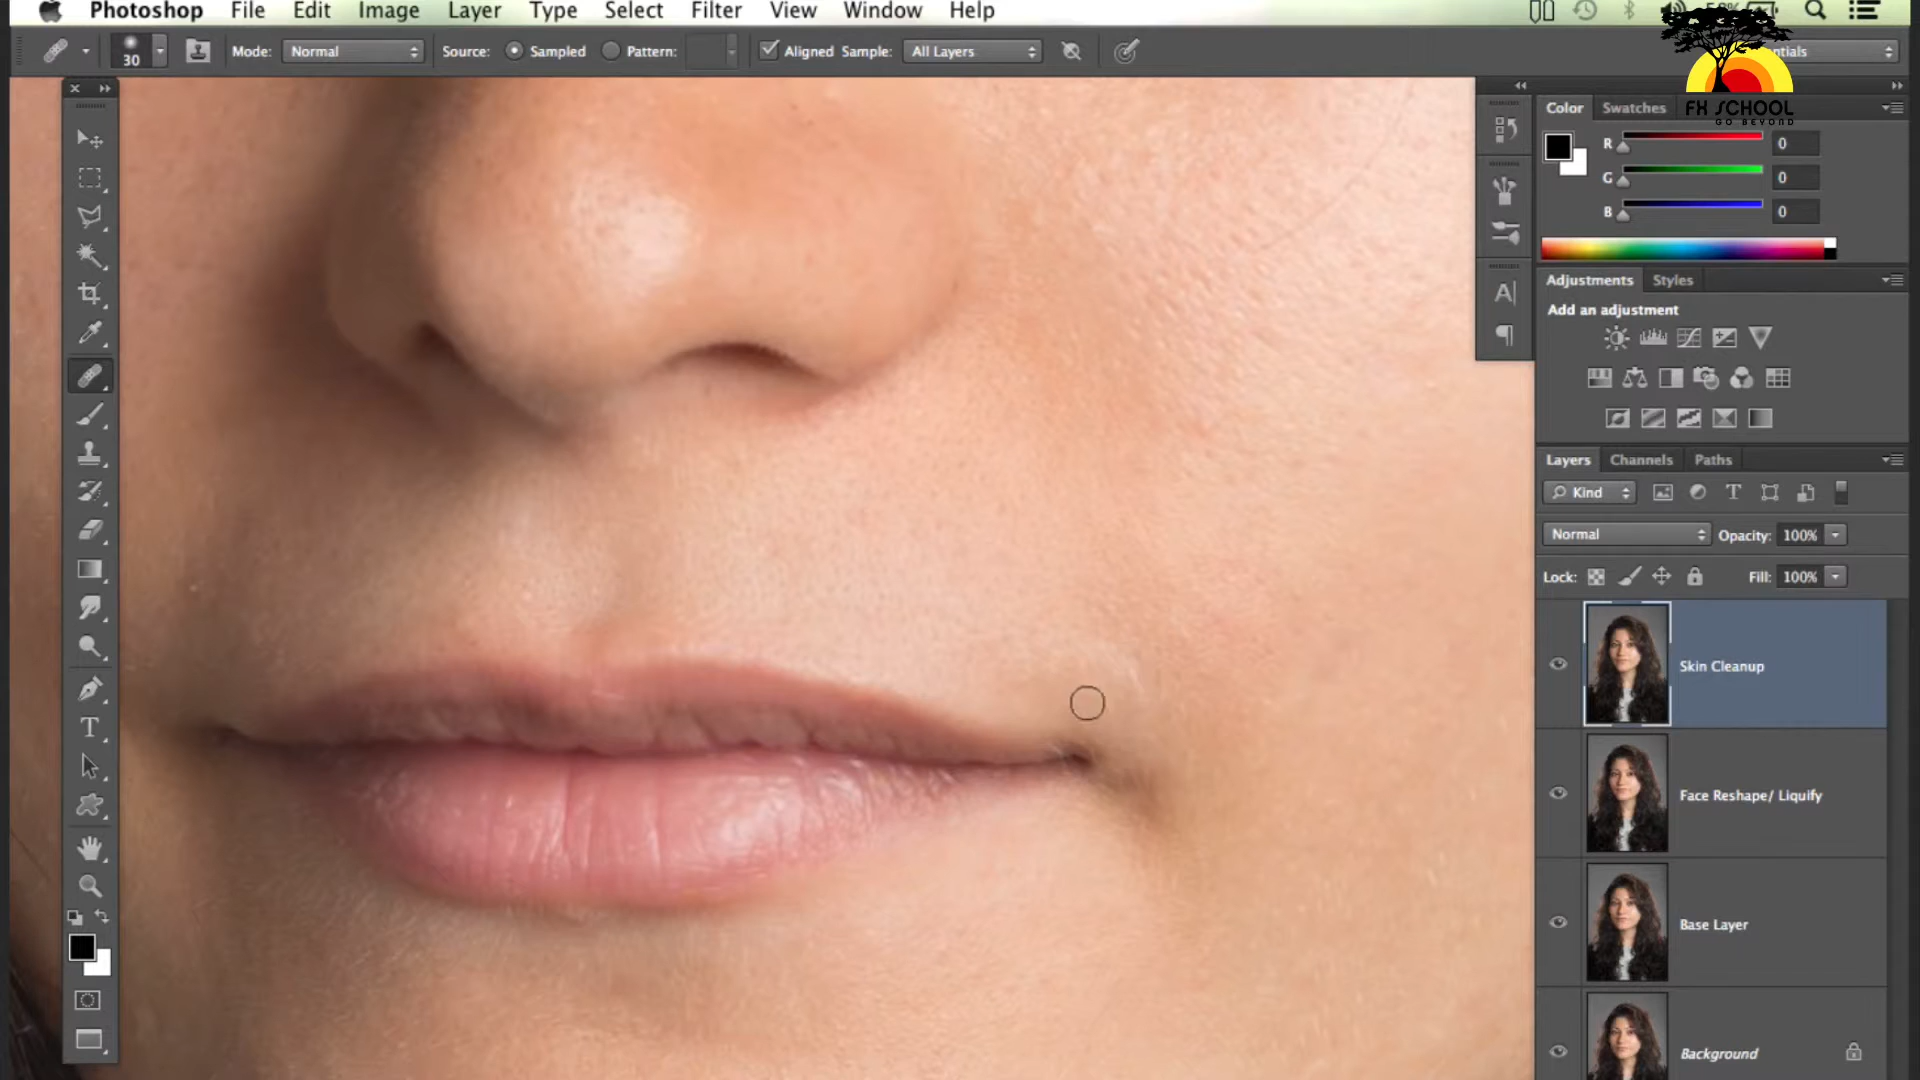 Photoshop File Edit Image Layer Type Select Filter View Window Help
30 Mode: Normal Source: Sampled Pattern: Aligned Sample: All Layers
FX SCHOOL
GO BEYOND
Color Swatches
R 0
G 0
B 0
Adjustments Styles
Add an adjustment
Layers Channels Paths
Kind
Normal Opacity: 100%
Lock: Fill: 100%
Skin Cleanup
Face Reshape/ Liquify
Base Layer
Background